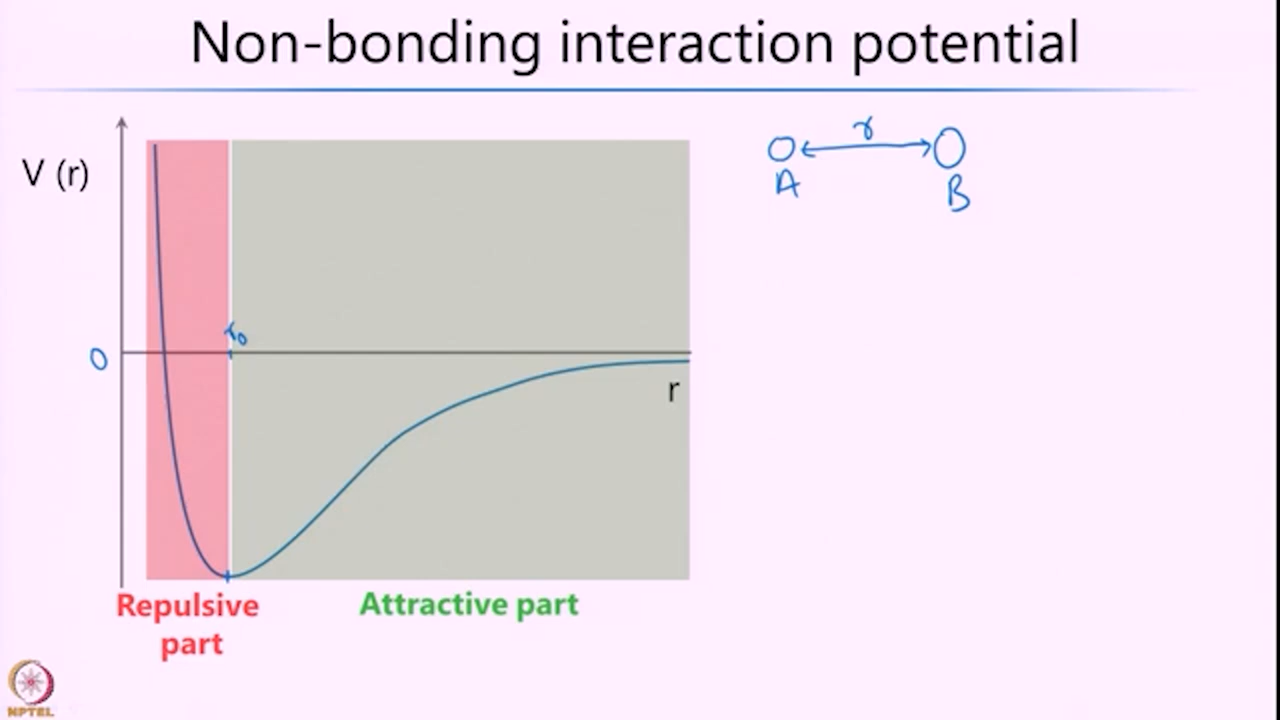 Non-bonding interaction potential
V (r)
r
A
B
r₀
0
r
Repulsive
part
Attractive part
NPTEL